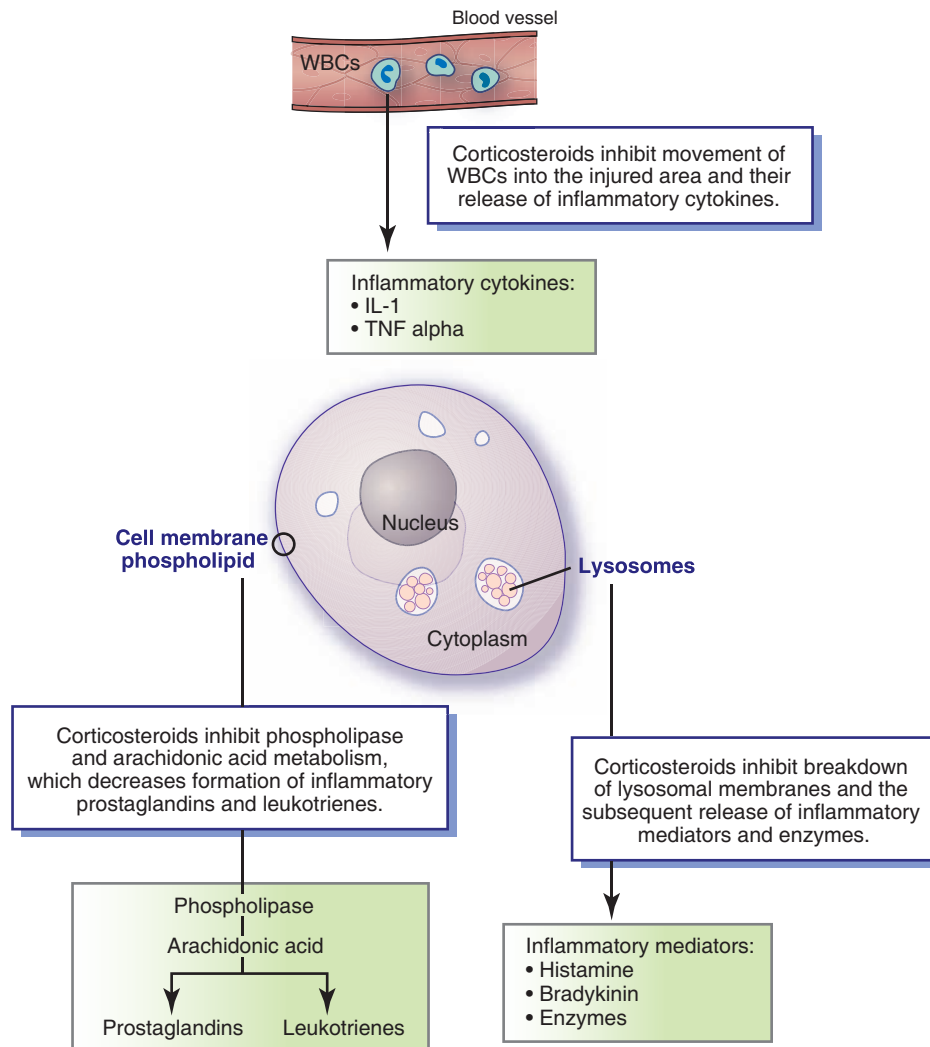 Blood vessel
WBCs
Corticosteroids inhibit movement of
WBCs into the injured area and their
release of inflammatory cytokines.
Inflammatory cytokines:
• IL-1
• TNF alpha
Nucleus
Cell membrane
phospholipid
Lysosomes
Cytoplasm
Corticosteroids inhibit phospholipase
and arachidonic acid metabolism,
which decreases formation of inflammatory
prostaglandins and leukotrienes.
Corticosteroids inhibit breakdown
of lysosomal membranes and the
subsequent release of inflammatory
mediators and enzymes.
Phospholipase
Arachidonic acid
Prostaglandins
Leukotrienes
Inflammatory mediators:
• Histamine
• Bradykinin
• Enzymes